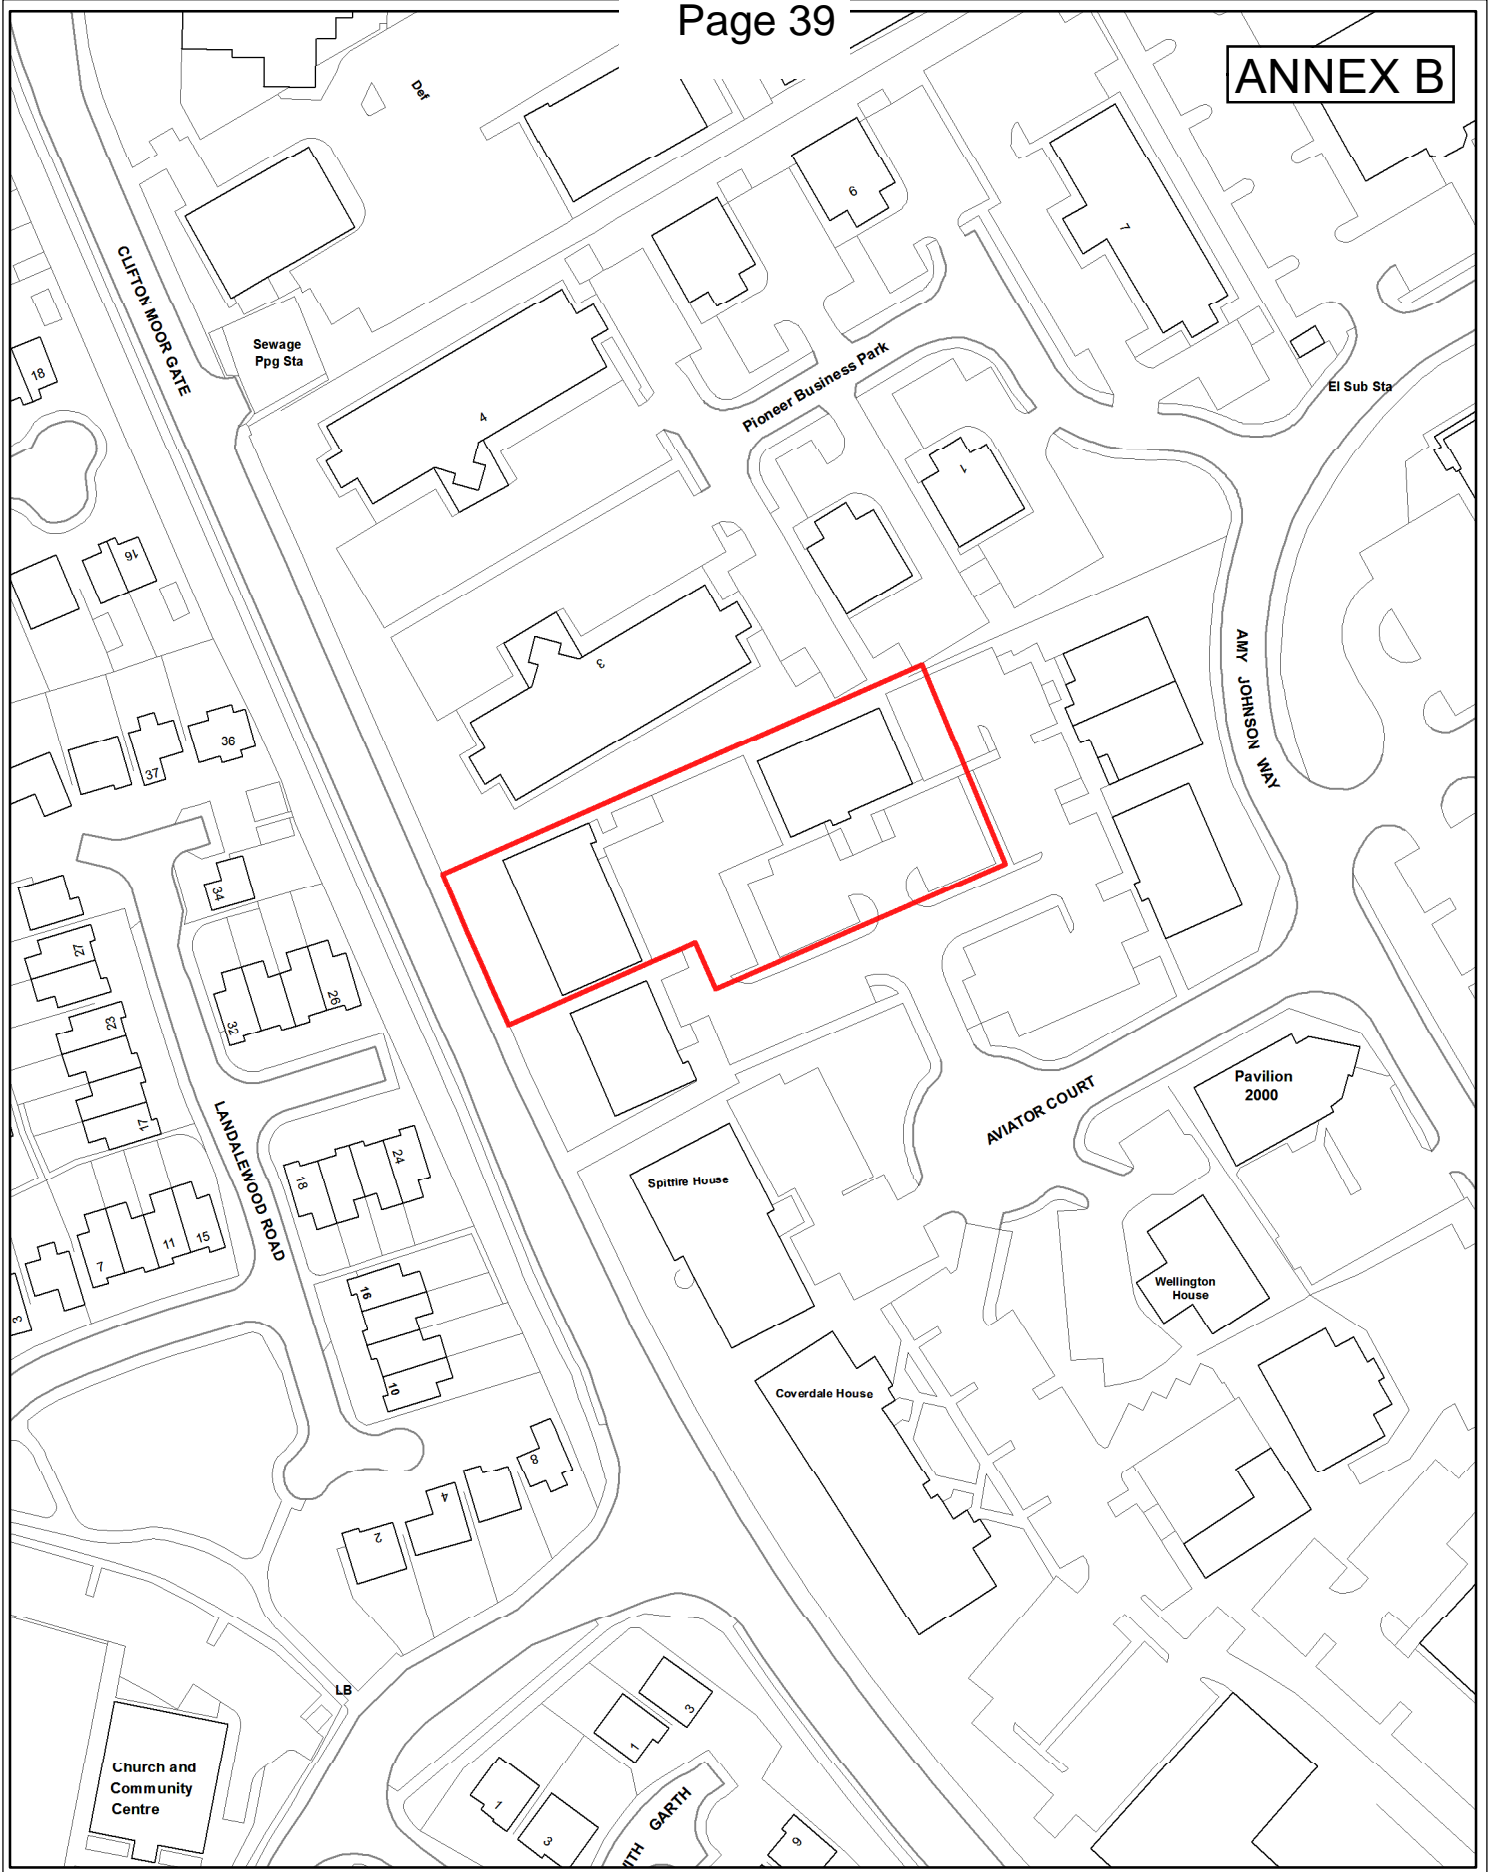 Page 39
ANNEX B
Def
6
7
CLIFTON MOOR GATE
Sewage
Ppg Sta
18
Pioneer Business Park
El Sub Sta
4
1
16
3
AMY JOHNSON WAY
36
37
34
27
26
32
23
17
Pavilion
2000
AVIATOR COURT
LANDALEWOOD ROAD
24
18
Spitfire House
15
11
7
3
16
Wellington
House
10
Coverdale House
8
4
2
LB
3
1
Church and
Community
Centre
1
3
GARTH
9